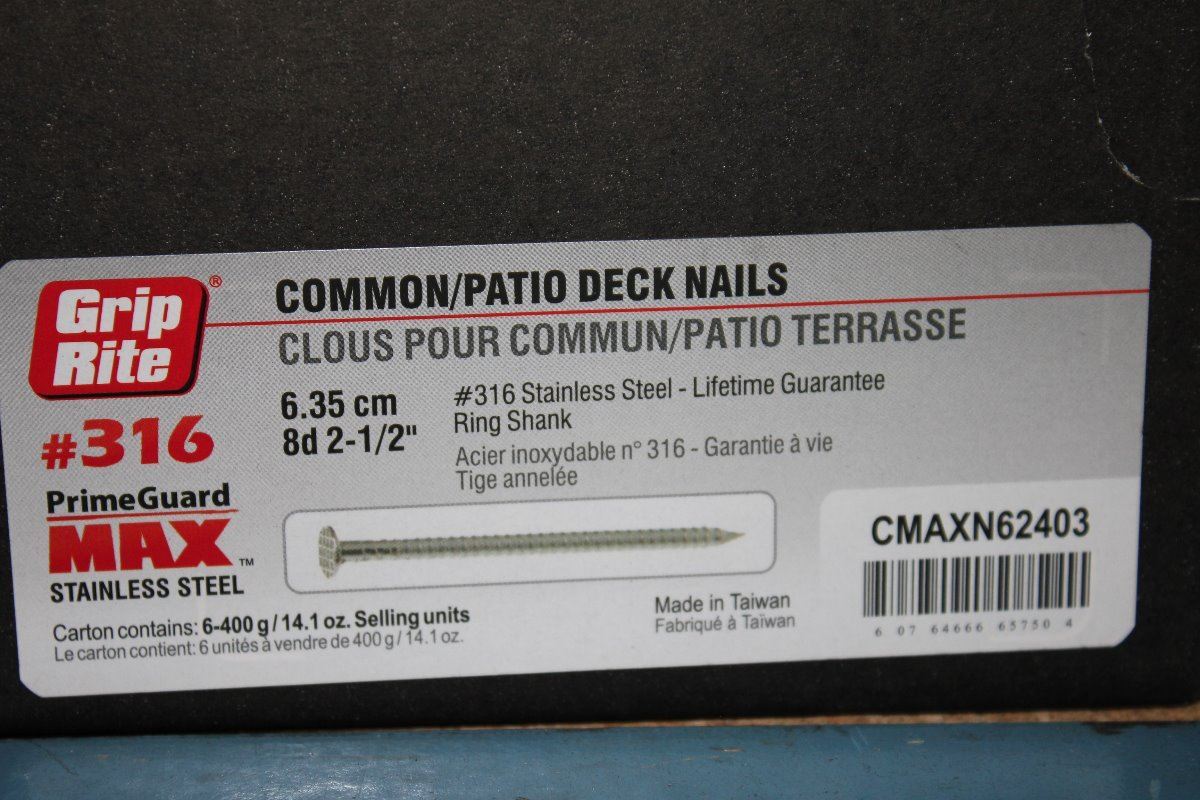 Grip
Rite®
#316
PrimeGuard
MAX™
STAINLESS STEEL
COMMON/PATIO DECK NAILS
CLOUS POUR COMMUN/PATIO TERRASSE
6.35 cm
8d 2-1/2"
#316 Stainless Steel - Lifetime Guarantee
Ring Shank
Acier inoxydable n° 316 - Garantie à vie
Tige annelée
Carton contains: 6-400 g / 14.1 oz. Selling units
Le carton contient: 6 unités à vendre de 400 g / 14.1 oz.
Made in Taiwan
Fabriqué à Taïwan
CMAXN62403
6 07 64666 65750 4